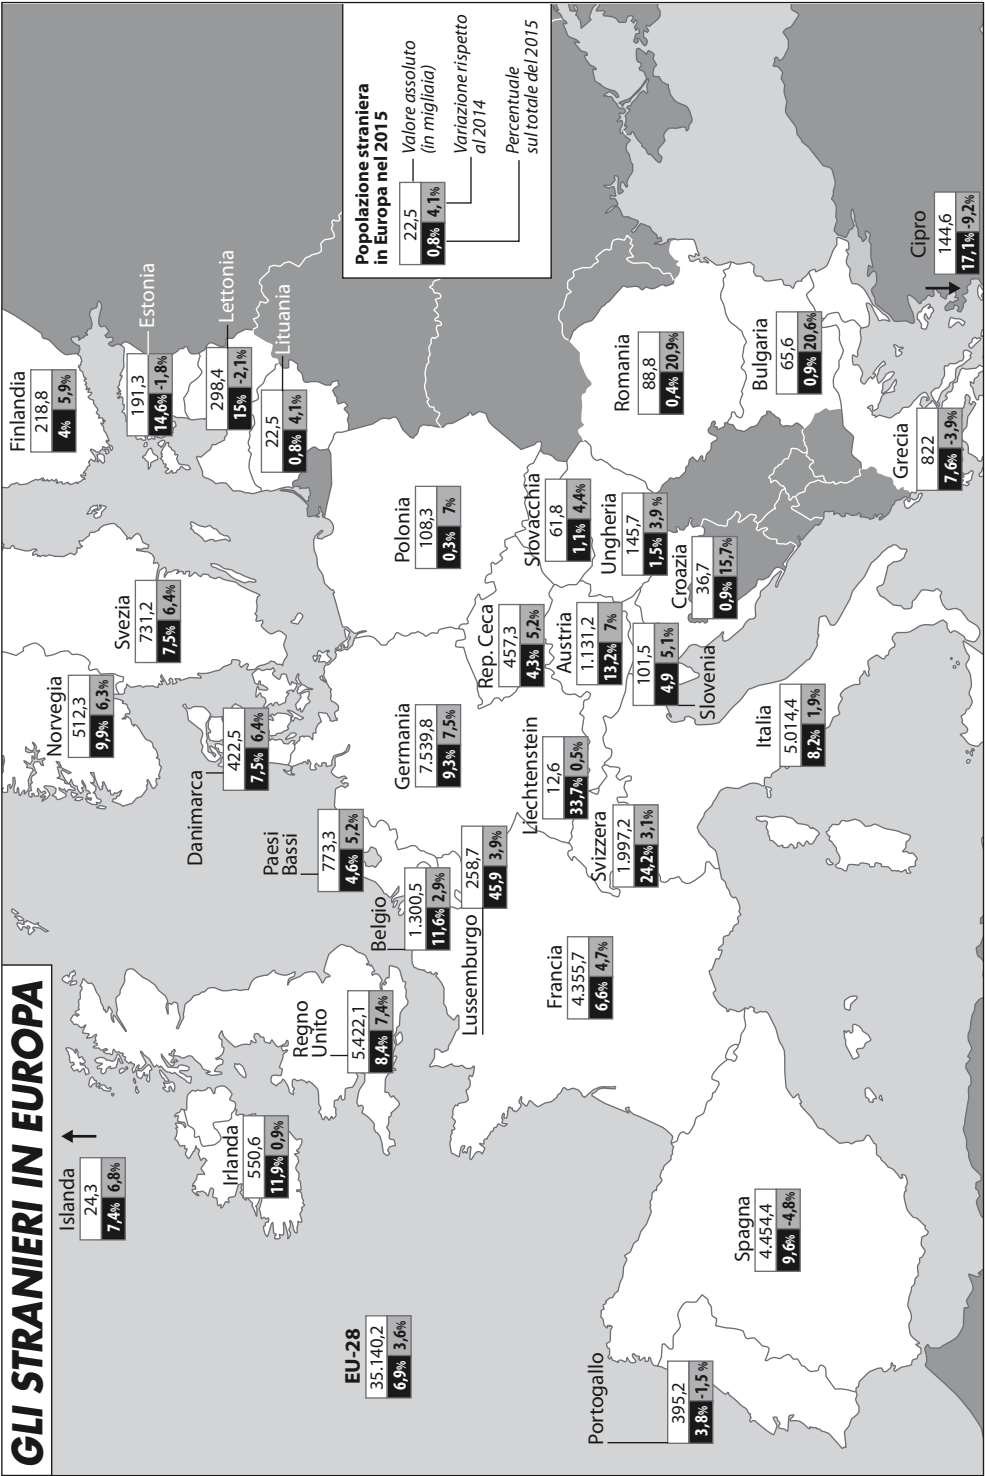 GLI STRANIERI IN EUROPA
Popolazione straniera
in Europa nel 2015
22,5
0,8% 4,1%
Valore assoluto
(in migliaia)
Variazione rispetto
al 2014
Percentuale
sul totale del 2015
Islanda
24,3
7,4% 6,8%
Norvegia
512,3
9,9% 6,3%
Svezia
731,2
7,5% 6,4%
Finlandia
218,8
4% 5,9%
Estonia
191,3
14,6% -1,8%
Lettonia
298,4
15% -2,1%
Lituania
22,5
0,8% 4,1%
Danimarca
422,5
7,5% 6,4%
Irlanda
550,6
11,9% 0,9%
Regno
Unito
5.422,1
8,4% 7,4%
Paesi
Bassi
773,3
4,6% 5,2%
Belgio
1.300,5
11,6% 2,9%
Lussemburgo
258,7
45,9 3,9%
Germania
7.539,8
9,3% 7,5%
Polonia
108,3
0,3% 7%
EU-28
35.140,2
6,9% 3,6%
Rep. Ceca
457,3
4,3% 5,2%
Slovacchia
61,8
1,1% 4,4%
Austria
1.131,2
13,2% 7%
Ungheria
145,7
1,5% 3,9 %
Liechtenstein
12,6
33,7% 0,5%
Svizzera
1.997,2
24,2% 3,1%
Francia
4.355,7
6,6% 4,7%
Slovenia
101,5
4,9 5,1%
Croazia
36,7
0,9% 15,7%
Romania
88,8
0,4% 20,9%
Bulgaria
65,6
0,9% 20,6%
Italia
5.014,4
8,2% 1,9%
Grecia
822
7,6% -3,9%
Cipro
144,6
17,1% -9,2%
Spagna
4.454,4
9,6% -4,8%
Portogallo
395,2
3,8% -1,5 %